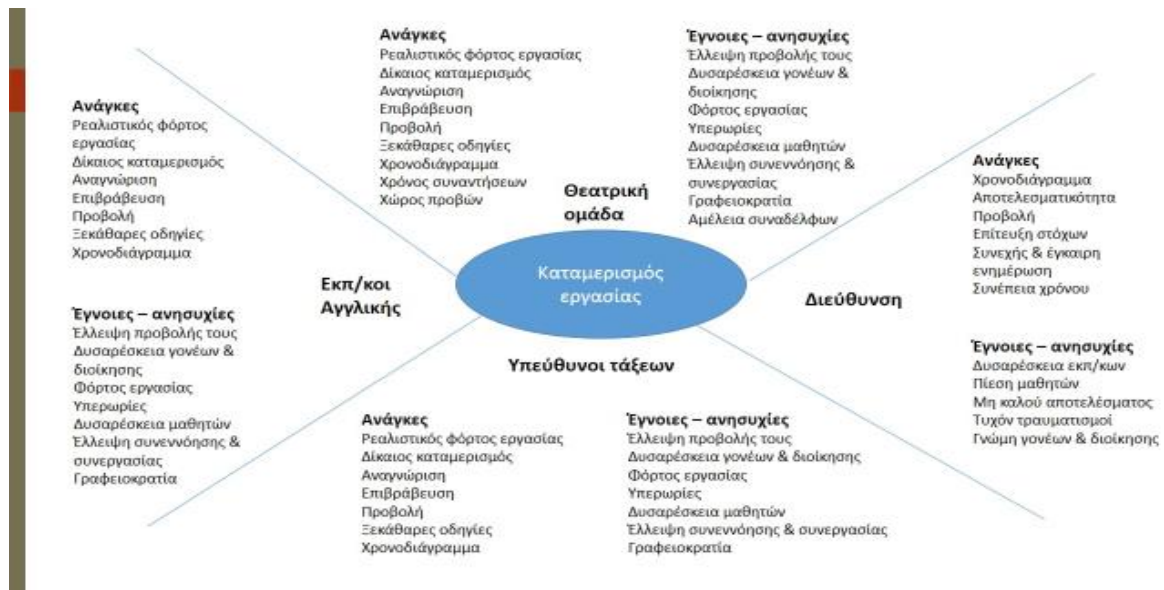 Ανάγκες
Ρεαλιστικός φόρτος
εργασίας
Δίκαιος καταμερισμός
Αναγνώριση
Επιβράβευση
Προβολή
Ξεκάθαρες οδηγίες
Χρονοδιάγραμμα
Έγνοιες – ανησυχίες
Έλλειψη προβολής τους
Δυσαρέσκεια γονέων &
διοίκησης
Φόρτος εργασίας
Υπερωρίες
Δυσαρέσκεια μαθητών
Έλλειψη συνεννόησης &
συνεργασίας
Γραφειοκρατία
Εκπ/κοι
Αγγλικής
Ανάγκες
Ρεαλιστικός φόρτος εργασίας
Δίκαιος καταμερισμός
Αναγνώριση
Επιβράβευση
Προβολή
Ξεκάθαρες οδηγίες
Χρονοδιάγραμμα
Χρόνος συναντήσεων
Χώρος προβών
Θεατρική
ομάδα
Έγνοιες – ανησυχίες
Έλλειψη προβολής τους
Δυσαρέσκεια γονέων &
διοίκησης
Φόρτος εργασίας
Υπερωρίες
Δυσαρέσκεια μαθητών
Έλλειψη συνεννόησης &
συνεργασίας
Γραφειοκρατία
Αμέλεια συναδέλφων
Καταμερισμός
εργασίας
Διεύθυνση
Ανάγκες
Χρονοδιάγραμμα
Αποτελεσματικότητα
Προβολή
Επίτευξη στόχων
Συνεχής & έγκαιρη
ενημέρωση
Συνέπεια χρόνου
Έγνοιες – ανησυχίες
Δυσαρέσκεια εκπ/κων
Πίεση μαθητών
Μη καλού αποτελέσματος
Τυχόν τραυματισμοί
Γνώμη γονέων & διοίκησης
Υπεύθυνοι τάξεων
Ανάγκες
Ρεαλιστικός φόρτος εργασίας
Δίκαιος καταμερισμός
Αναγνώριση
Επιβράβευση
Προβολή
Ξεκάθαρες οδηγίες
Χρονοδιάγραμμα
Έγνοιες – ανησυχίες
Έλλειψη προβολής τους
Δυσαρέσκεια γονέων & διοίκησης
Φόρτος εργασίας
Υπερωρίες
Δυσαρέσκεια μαθητών
Έλλειψη συνεννόησης & συνεργασίας
Γραφειοκρατία